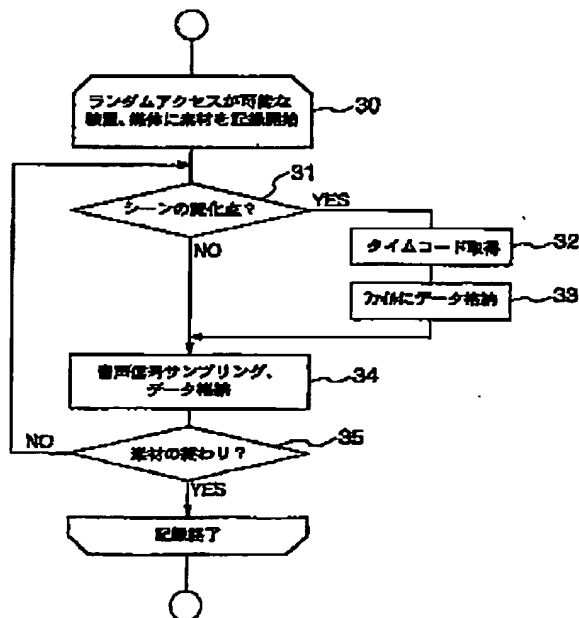 ランダムアクセスが可能な
装置、媒体に素材を記録開始
30
31
シーンの変化点?
YES
NO
タイムコード取得
32
ファイルにデータ格納
33
音声信号サンプリング、
データ格納
34
35
素材の終わり?
NO
YES
記録終了